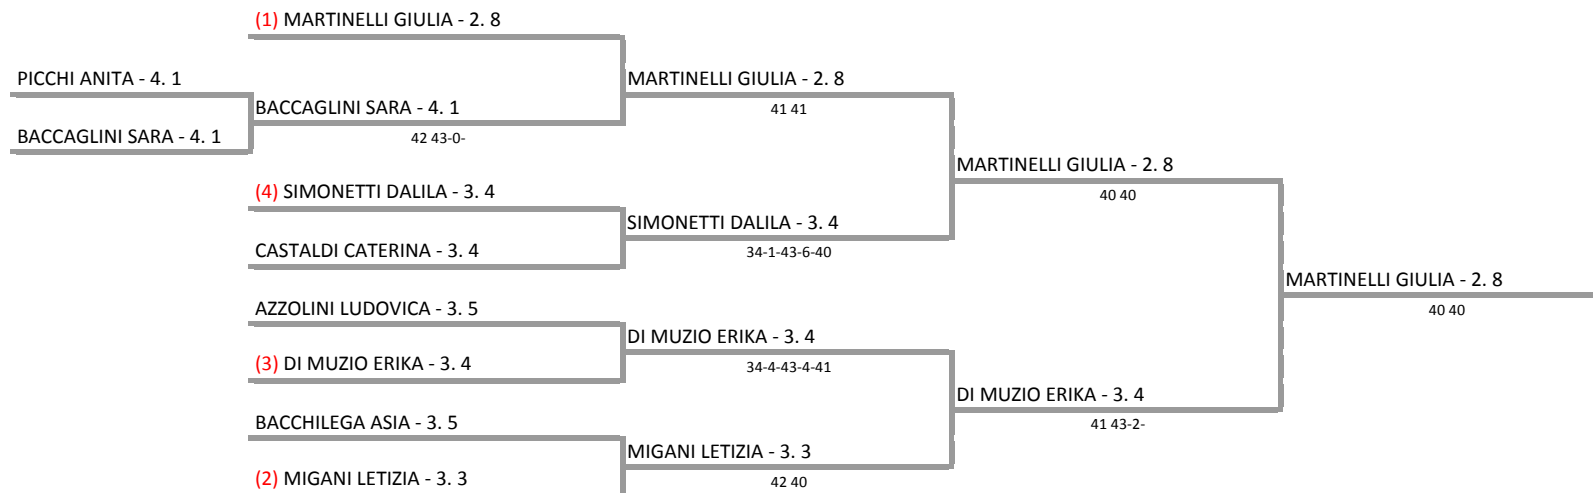 (1) MARTINELLI GIULIA - 2. 8
PICCHI ANITA - 4. 1
MARTINELLI GIULIA - 2. 8
BACCAGLINI SARA - 4. 1
41 41
BACCAGLINI SARA - 4. 1
42 43-0-
MARTINELLI GIULIA - 2. 8
(4) SIMONETTI DALILA - 3. 4
40 40
SIMONETTI DALILA - 3. 4
CASTALDI CATERINA - 3. 4
34-1-43-6-40
MARTINELLI GIULIA - 2. 8
AZZOLINI LUDOVICA - 3. 5
40 40
DI MUZIO ERIKA - 3. 4
(3) DI MUZIO ERIKA - 3. 4
34-4-43-4-41
DI MUZIO ERIKA - 3. 4
BACCHILEGA ASIA - 3. 5
41 43-2-
MIGANI LETIZIA - 3. 3
(2) MIGANI LETIZIA - 3. 3
42 40